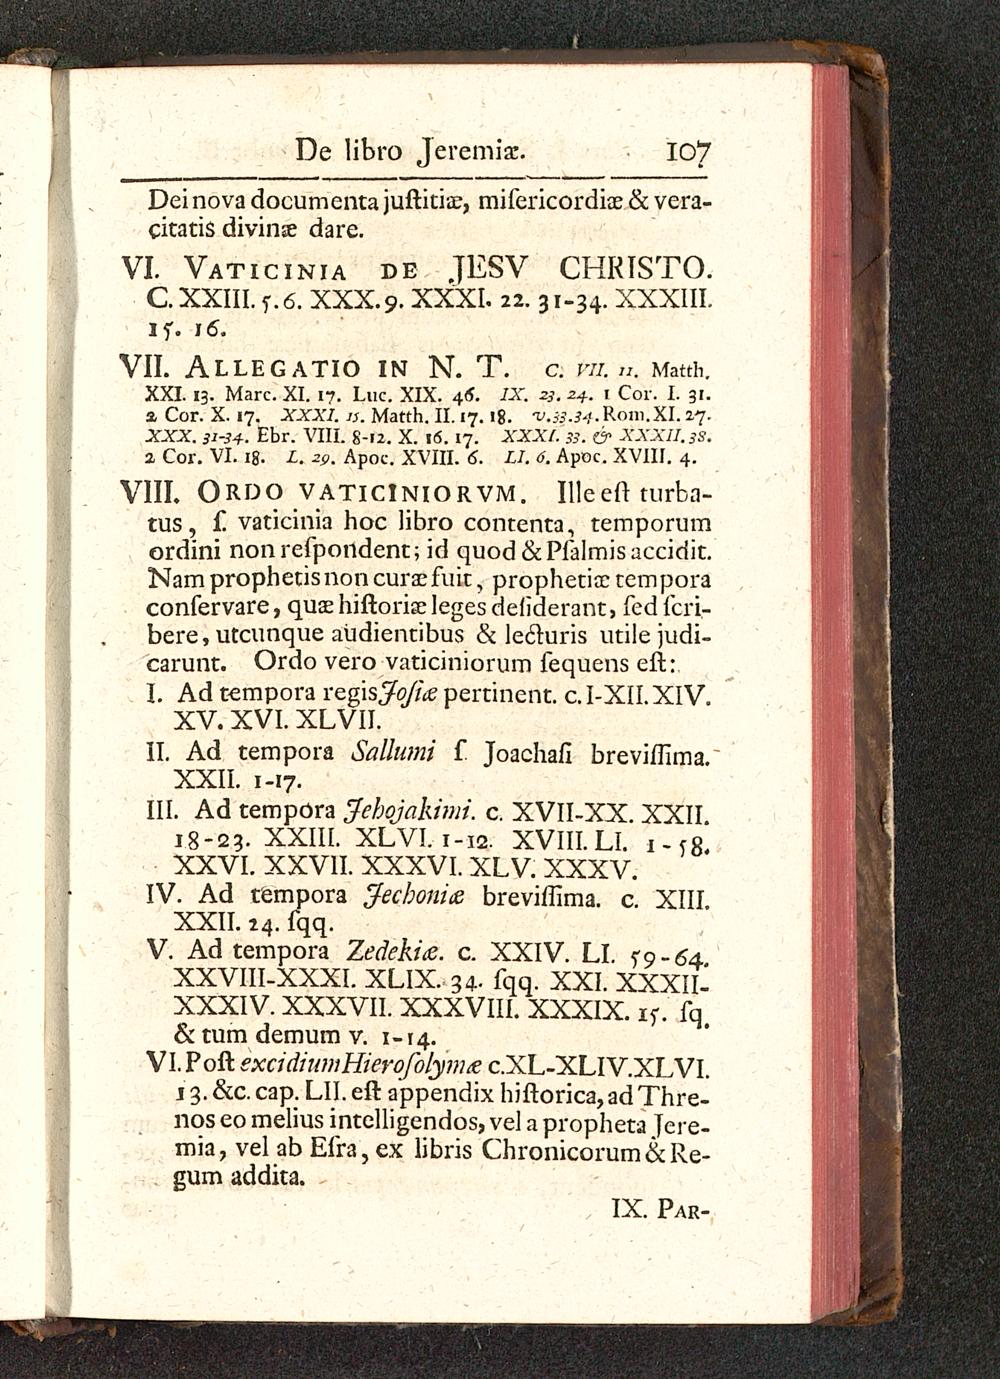 De libro Jeremiæ. 107
Dei nova documenta juſtitiæ, miſericordiæ & vera-
citatis divinæ dare.
VI. VATICINIA DE JESV CHRISTO.
C. XXIII. 5. 6. XXX. 9. XXXI. 22. 31-34. XXXIII.
15. 16.
VII. ALLEGATIO IN N. T. C. VII. 11. Matth.
XXI. 13. Marc. XI. 17. Luc. XIX. 46. IX. 23. 24. 1 Cor. I. 31.
2 Cor. X. 17. XXXI. 15. Matth. II. 17. 18. v. 33. 34. Rom. XI. 27.
XXX. 31-34. Ebr. VIII. 8-12. X. 16. 17. XXXI. 33. & XXXII. 38.
2 Cor. VI. 18. L. 29. Apoc. XVIII. 6. LI. 6. Apoc. XVIII. 4.
VIII. ORDO VATICINIORVM. Ille eſt turba-
tus, ſ. vaticinia hoc libro contenta, temporum
ordini non reſpondent; id quod & Pſalmis accidit.
Nam prophetis non curæ fuit, prophetiæ tempora
conſervare, quæ hiſtoriæ leges deſiderant, ſed ſcri-
bere, utcunque audientibus & lecturis utile judi-
carunt. Ordo vero vaticiniorum ſequens eſt:
I. Ad tempora regis Joſiæ pertinent. c. I-XII. XIV.
XV. XVI. XLVII.
II. Ad tempora Sallumi ſ. Joachaſi breviſſima.
XXII. 1-17.
III. Ad tempora Jehojakimi. c. XVII-XX. XXII.
18-23. XXIII. XLVI. 1-12. XVIII. LI. 1-58.
XXVI. XXVII. XXXVI. XLV. XXXV.
IV. Ad tempora Jechoniæ breviſſima. c. XIII.
XXII. 24. ſqq.
V. Ad tempora Zedekiæ. c. XXIV. LI. 59-64.
XXVIII-XXXI. XLIX. 34. ſqq. XXI. XXXII-
XXXIV. XXXVII. XXXVIII. XXXIX. 15. ſq.
& tum demum v. 1-14.
VI. Poſt excidium Hieroſolymæ c. XL-XLIV. XLVI.
13. &c. cap. LII. eſt appendix hiſtorica, ad Thre-
nos eo melius intelligendos, vel a propheta Jere-
mia, vel ab Eſra, ex libris Chronicorum & Re-
gum addita.
IX. PAR-